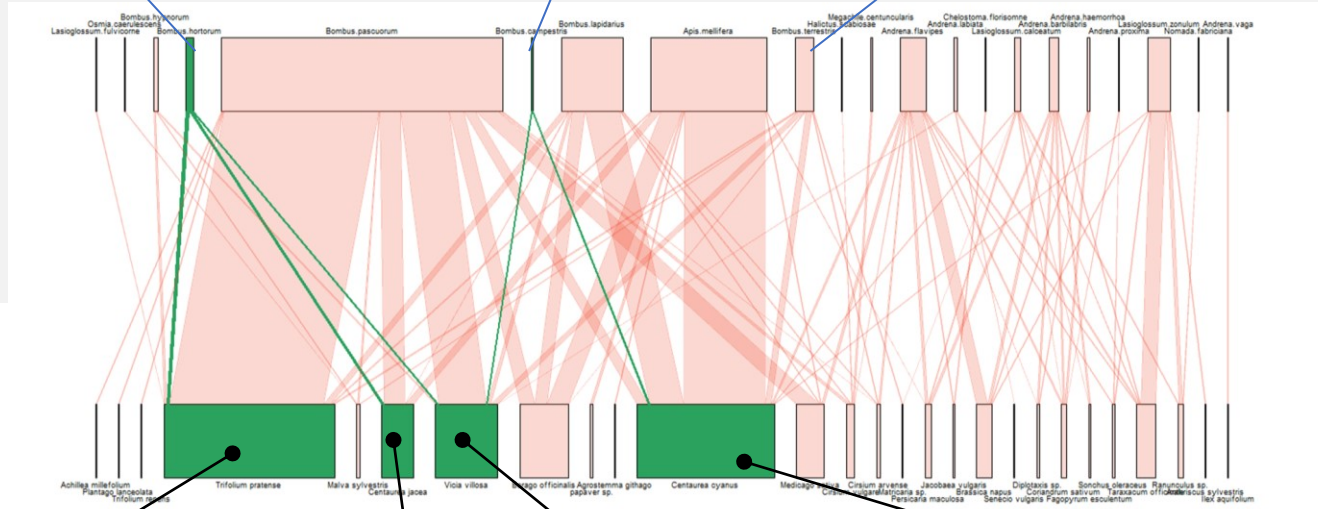 Bombus.hypnorum
Osmia.caerulescens
Lasioglossum.fulvicorne
Bombus.hortorum
Bombus.pascuorum
Bombus.campestris
Bombus.lapidarius
Apis.mellifera
Bombus.terrestris
Megachile.centuncularis
Halictus.scabiosae
Andrena.flavipes
Chelostoma.florisomne
Andrena.labiata
Lasioglossum.calceatum
Andrena.haemorrhoa
Andrena.barbilabris
Andrena.proxima
Lasioglossum.zonulum
Andrena.vaga
Nomada.fabriciana
Achillea millefolium
Plantago lanceolata
Trifolium repens
Trifolium pratense
Malva sylvestris
Centaurea jacea
Vicia villosa
Borago officinalis
Agrostemma githago
papaver sp.
Centaurea cyanus
Medicago sativa
Cirsium vulgare
Cirsium arvense
Matricaria sp.
Persicaria maculosa
Jacobaea vulgaris
Brassica napus
Senecio vulgaris
Diplotaxis sp.
Coriandrum sativum
Fagopyrum esculentum
Sonchus oleraceus
Taraxacum officinale
Ranunculus sp.
sylvestris
Ilex aquifolium